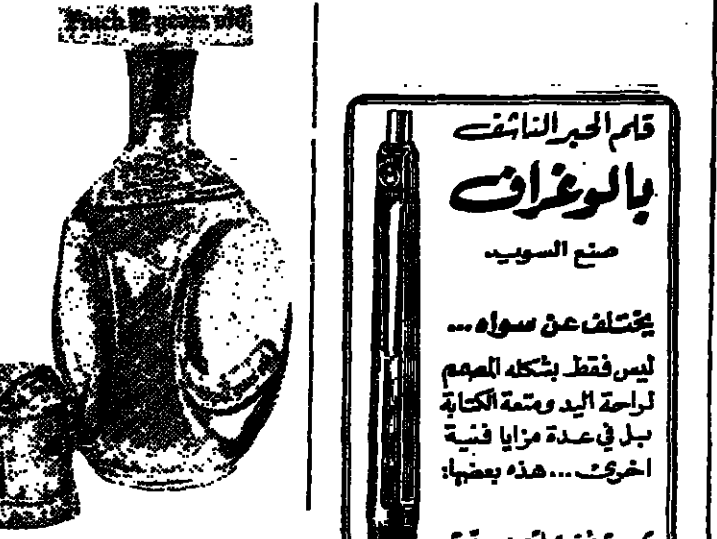 Pinch 12 years old
قلم الحبر الناشف
بالوغراف
صنع السويد
يختلف عن سواه...
ليس فقط بشكله المصمم
لراحة اليد ومتعة الكتابة
بل في عدة مزايا فنية
اخرى... هذه بعضها: